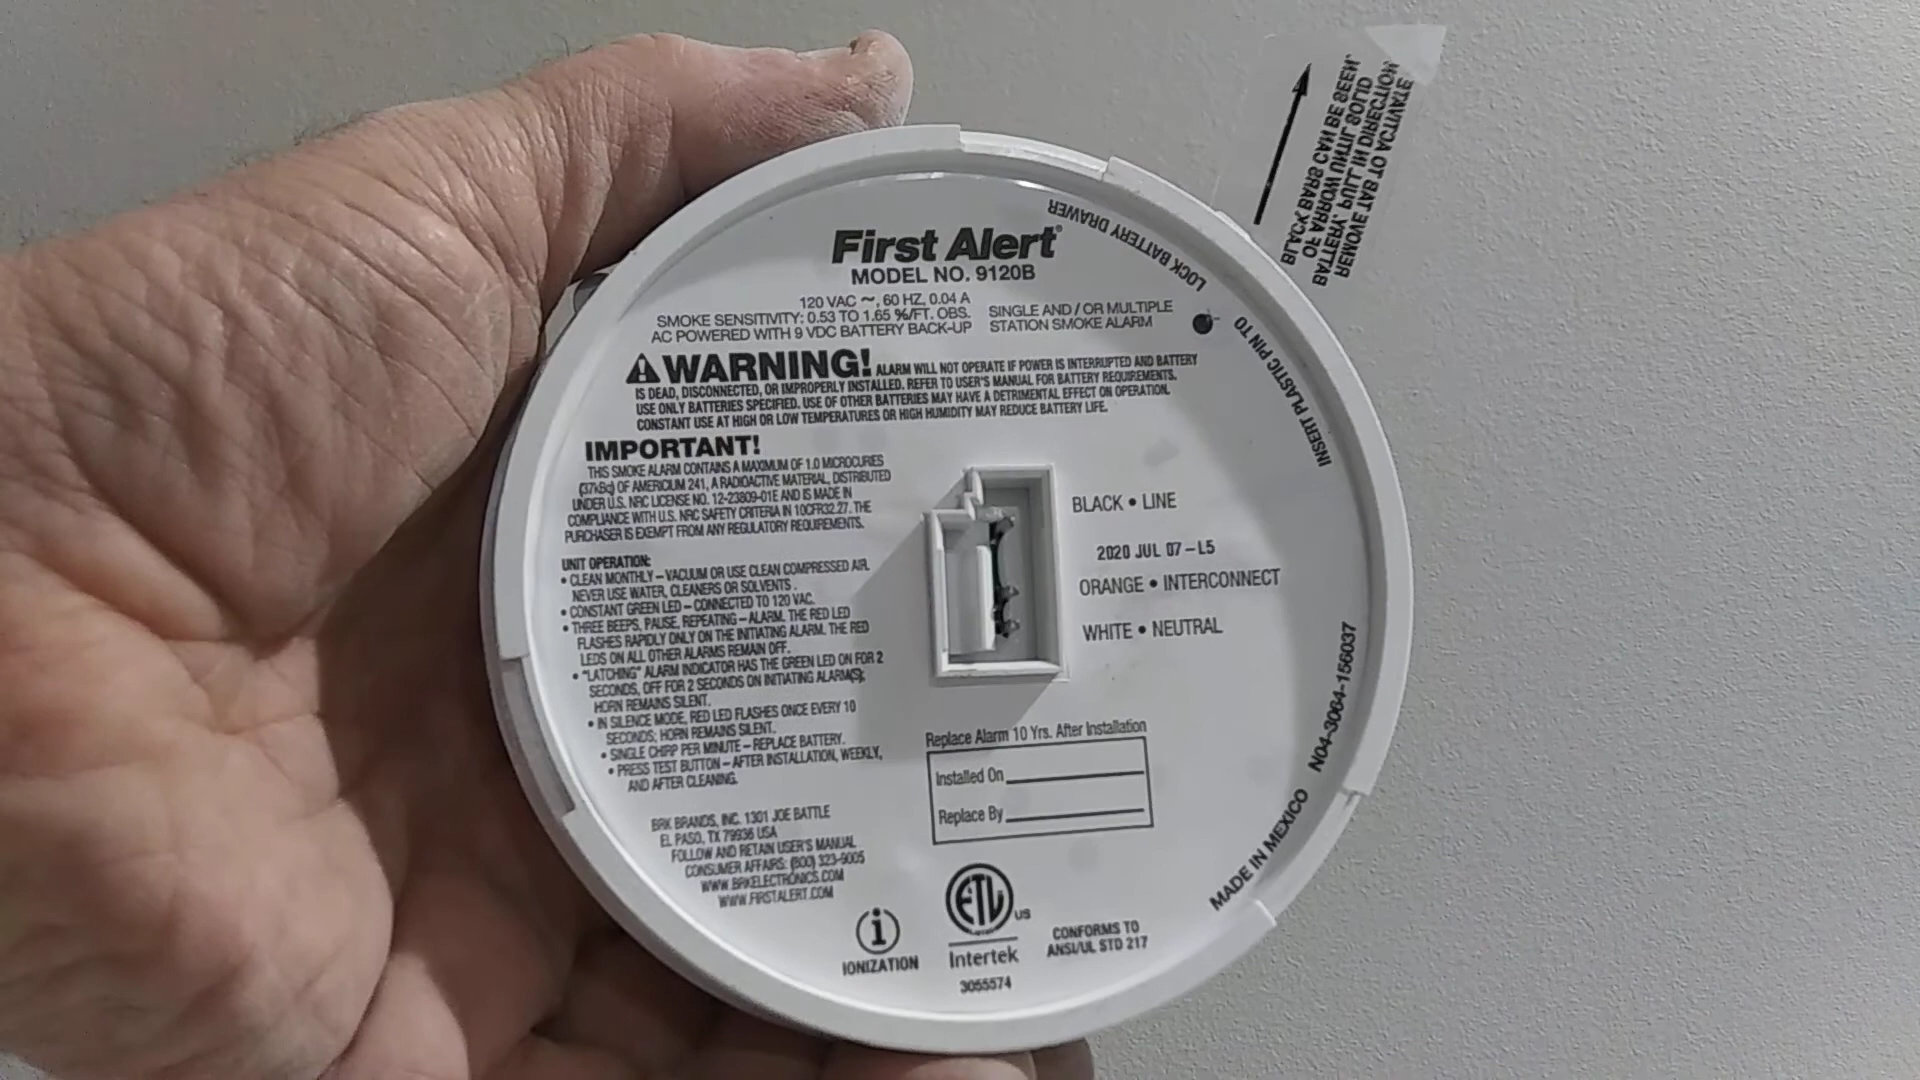 First Alert®
MODEL NO. 9120B
120 VAC ~, 60 HZ, 0.04 A
SMOKE SENSITIVITY: 0.53 TO 1.65 %/FT. OBS.
AC POWERED WITH 9 VDC BATTERY BACK-UP
SINGLE AND / OR MULTIPLE
STATION SMOKE ALARM
LOCK BATTERY DRAWER
INSERT PLASTIC PIN TO
REMOVE TAB TO ACTIVATE
BATTERY. PULL IN DIRECTION
OF ARROW UNTIL SOLID
BLACK BARS CAN BE SEEN.
WARNING! ALARM WILL NOT OPERATE IF POWER IS INTERRUPTED AND BATTERY
IS DEAD, DISCONNECTED, OR IMPROPERLY INSTALLED. REFER TO USER'S MANUAL FOR BATTERY REQUIREMENTS.
USE ONLY BATTERIES SPECIFIED. USE OF OTHER BATTERIES MAY HAVE A DETRIMENTAL EFFECT ON OPERATION.
CONSTANT USE AT HIGH OR LOW TEMPERATURES OR HIGH HUMIDITY MAY REDUCE BATTERY LIFE.
IMPORTANT!
THIS SMOKE ALARM CONTAINS A MAXIMUM OF 1.0 MICROCURIES
(37kBq) OF AMERICIUM 241, A RADIOACTIVE MATERIAL, DISTRIBUTED
UNDER U.S. NRC LICENSE NO. 12-23809-01E AND IS MADE IN
COMPLIANCE WITH U.S. NRC SAFETY CRITERIA IN 10CFR32.27. THE
PURCHASER IS EXEMPT FROM ANY REGULATORY REQUIREMENTS.
UNIT OPERATION:
• CLEAN MONTHLY – VACUUM OR USE CLEAN COMPRESSED AIR.
NEVER USE WATER, CLEANERS OR SOLVENTS.
• CONSTANT GREEN LED – CONNECTED TO 120 VAC.
• THREE BEEPS, PAUSE, REPEATING – ALARM. THE RED LED
FLASHES RAPIDLY ONLY ON THE INITIATING ALARM. THE RED
LEDS ON ALL OTHER ALARMS REMAIN OFF.
• "LATCHING" ALARM INDICATOR HAS THE GREEN LED ON FOR 2
SECONDS, OFF FOR 2 SECONDS ON INITIATING ALARM(S);
HORN REMAINS SILENT.
• IN SILENCE MODE, RED LED FLASHES ONCE EVERY 10
SECONDS; HORN REMAINS SILENT.
• SINGLE CHIRP PER MINUTE – REPLACE BATTERY.
• PRESS TEST BUTTON – AFTER INSTALLATION, WEEKLY,
AND AFTER CLEANING.
BLACK • LINE
2020 JUL 07 – L5
ORANGE • INTERCONNECT
WHITE • NEUTRAL
Replace Alarm 10 Yrs. After Installation
Installed On
Replace By
BRK BRANDS, INC. 1301 JOE BATTLE
EL PASO, TX 79936 USA
FOLLOW AND RETAIN USER'S MANUAL
CONSUMER AFFAIRS: (800) 323-9005
WWW.BRKELECTRONICS.COM
WWW.FIRSTALERT.COM
i
IONIZATION
ETL
US
Intertek
3055574
CONFORMS TO
ANSI/UL STD 217
MADE IN MEXICO N04-3064-156037